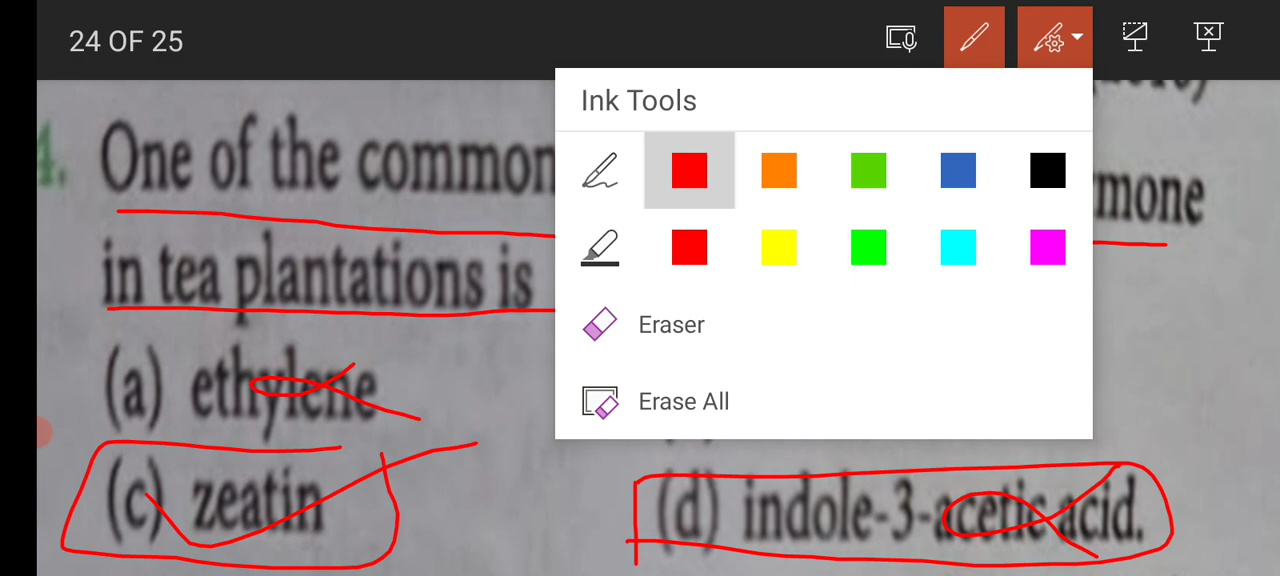 24 OF 25
Ink Tools
4. One of the common
mone
in tea plantations is
Eraser
(a) ethylene
Erase All
(c) zeatin
(d) indole-3-acetic acid.